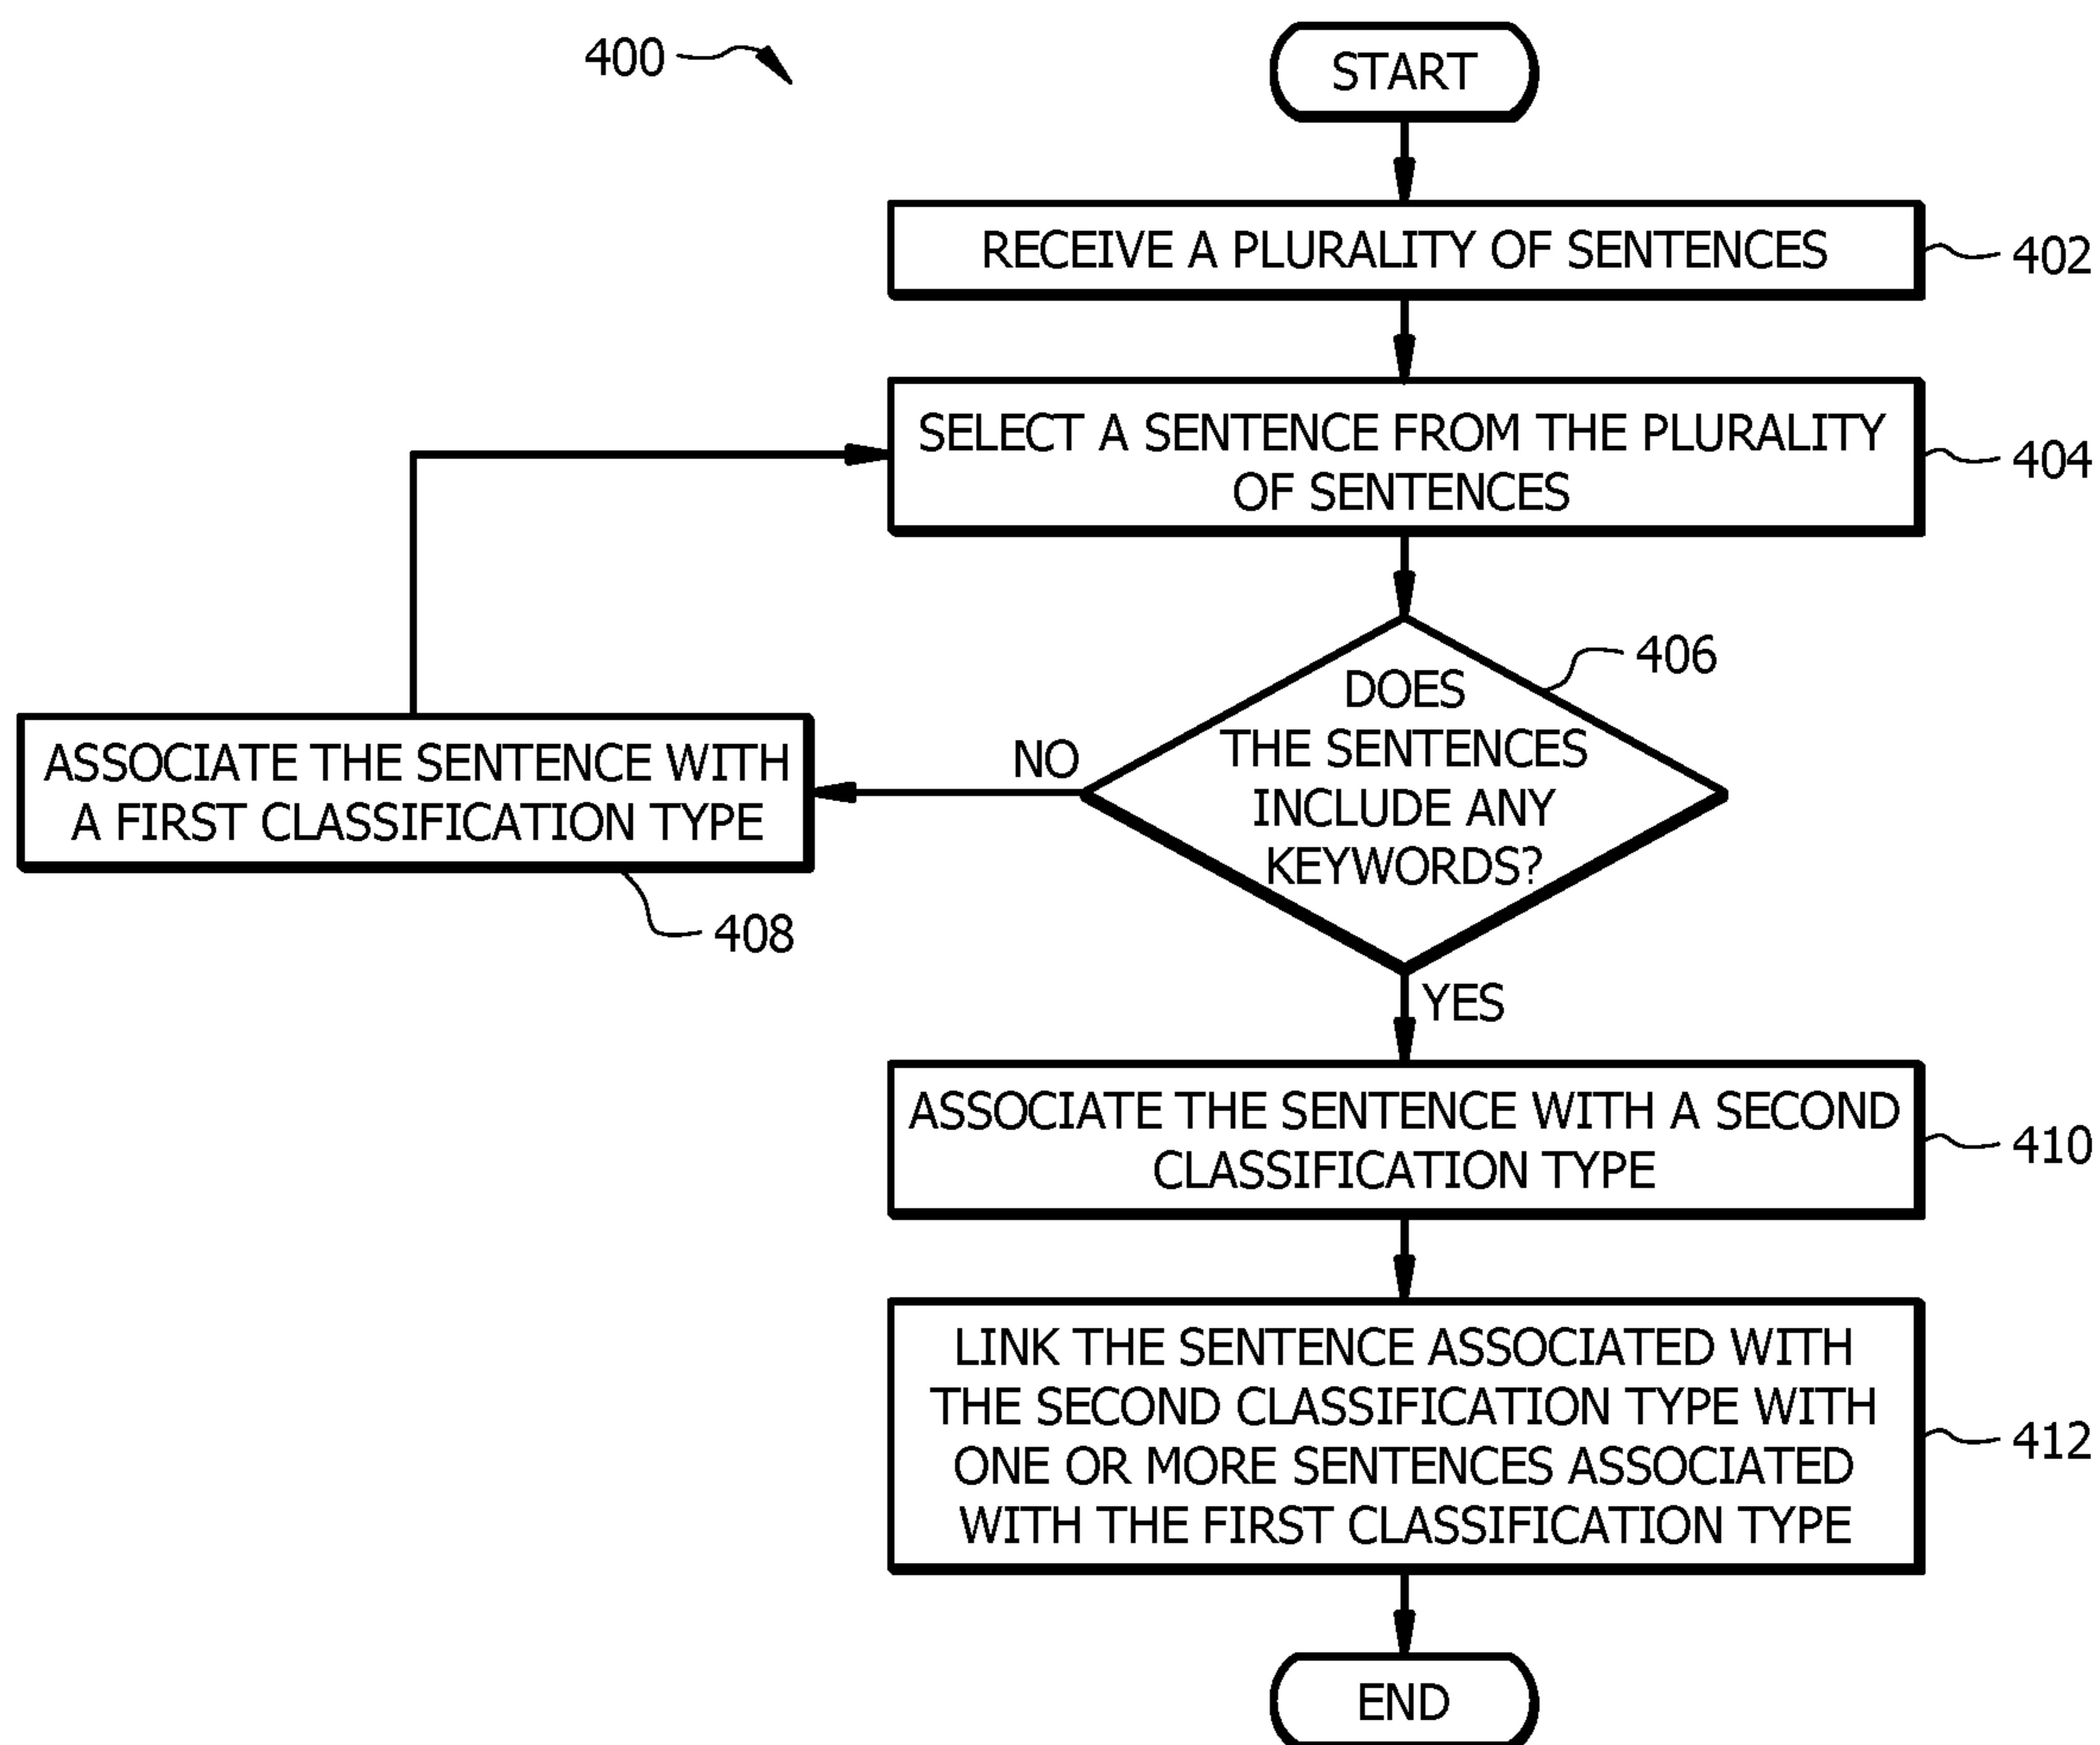 400
START
RECEIVE A PLURALITY OF SENTENCES
402
SELECT A SENTENCE FROM THE PLURALITY
OF SENTENCES
404
DOES
THE SENTENCES
INCLUDE ANY
KEYWORDS?
406
NO
ASSOCIATE THE SENTENCE WITH
A FIRST CLASSIFICATION TYPE
408
YES
ASSOCIATE THE SENTENCE WITH A SECOND
CLASSIFICATION TYPE
410
LINK THE SENTENCE ASSOCIATED WITH
THE SECOND CLASSIFICATION TYPE WITH
ONE OR MORE SENTENCES ASSOCIATED
WITH THE FIRST CLASSIFICATION TYPE
412
END